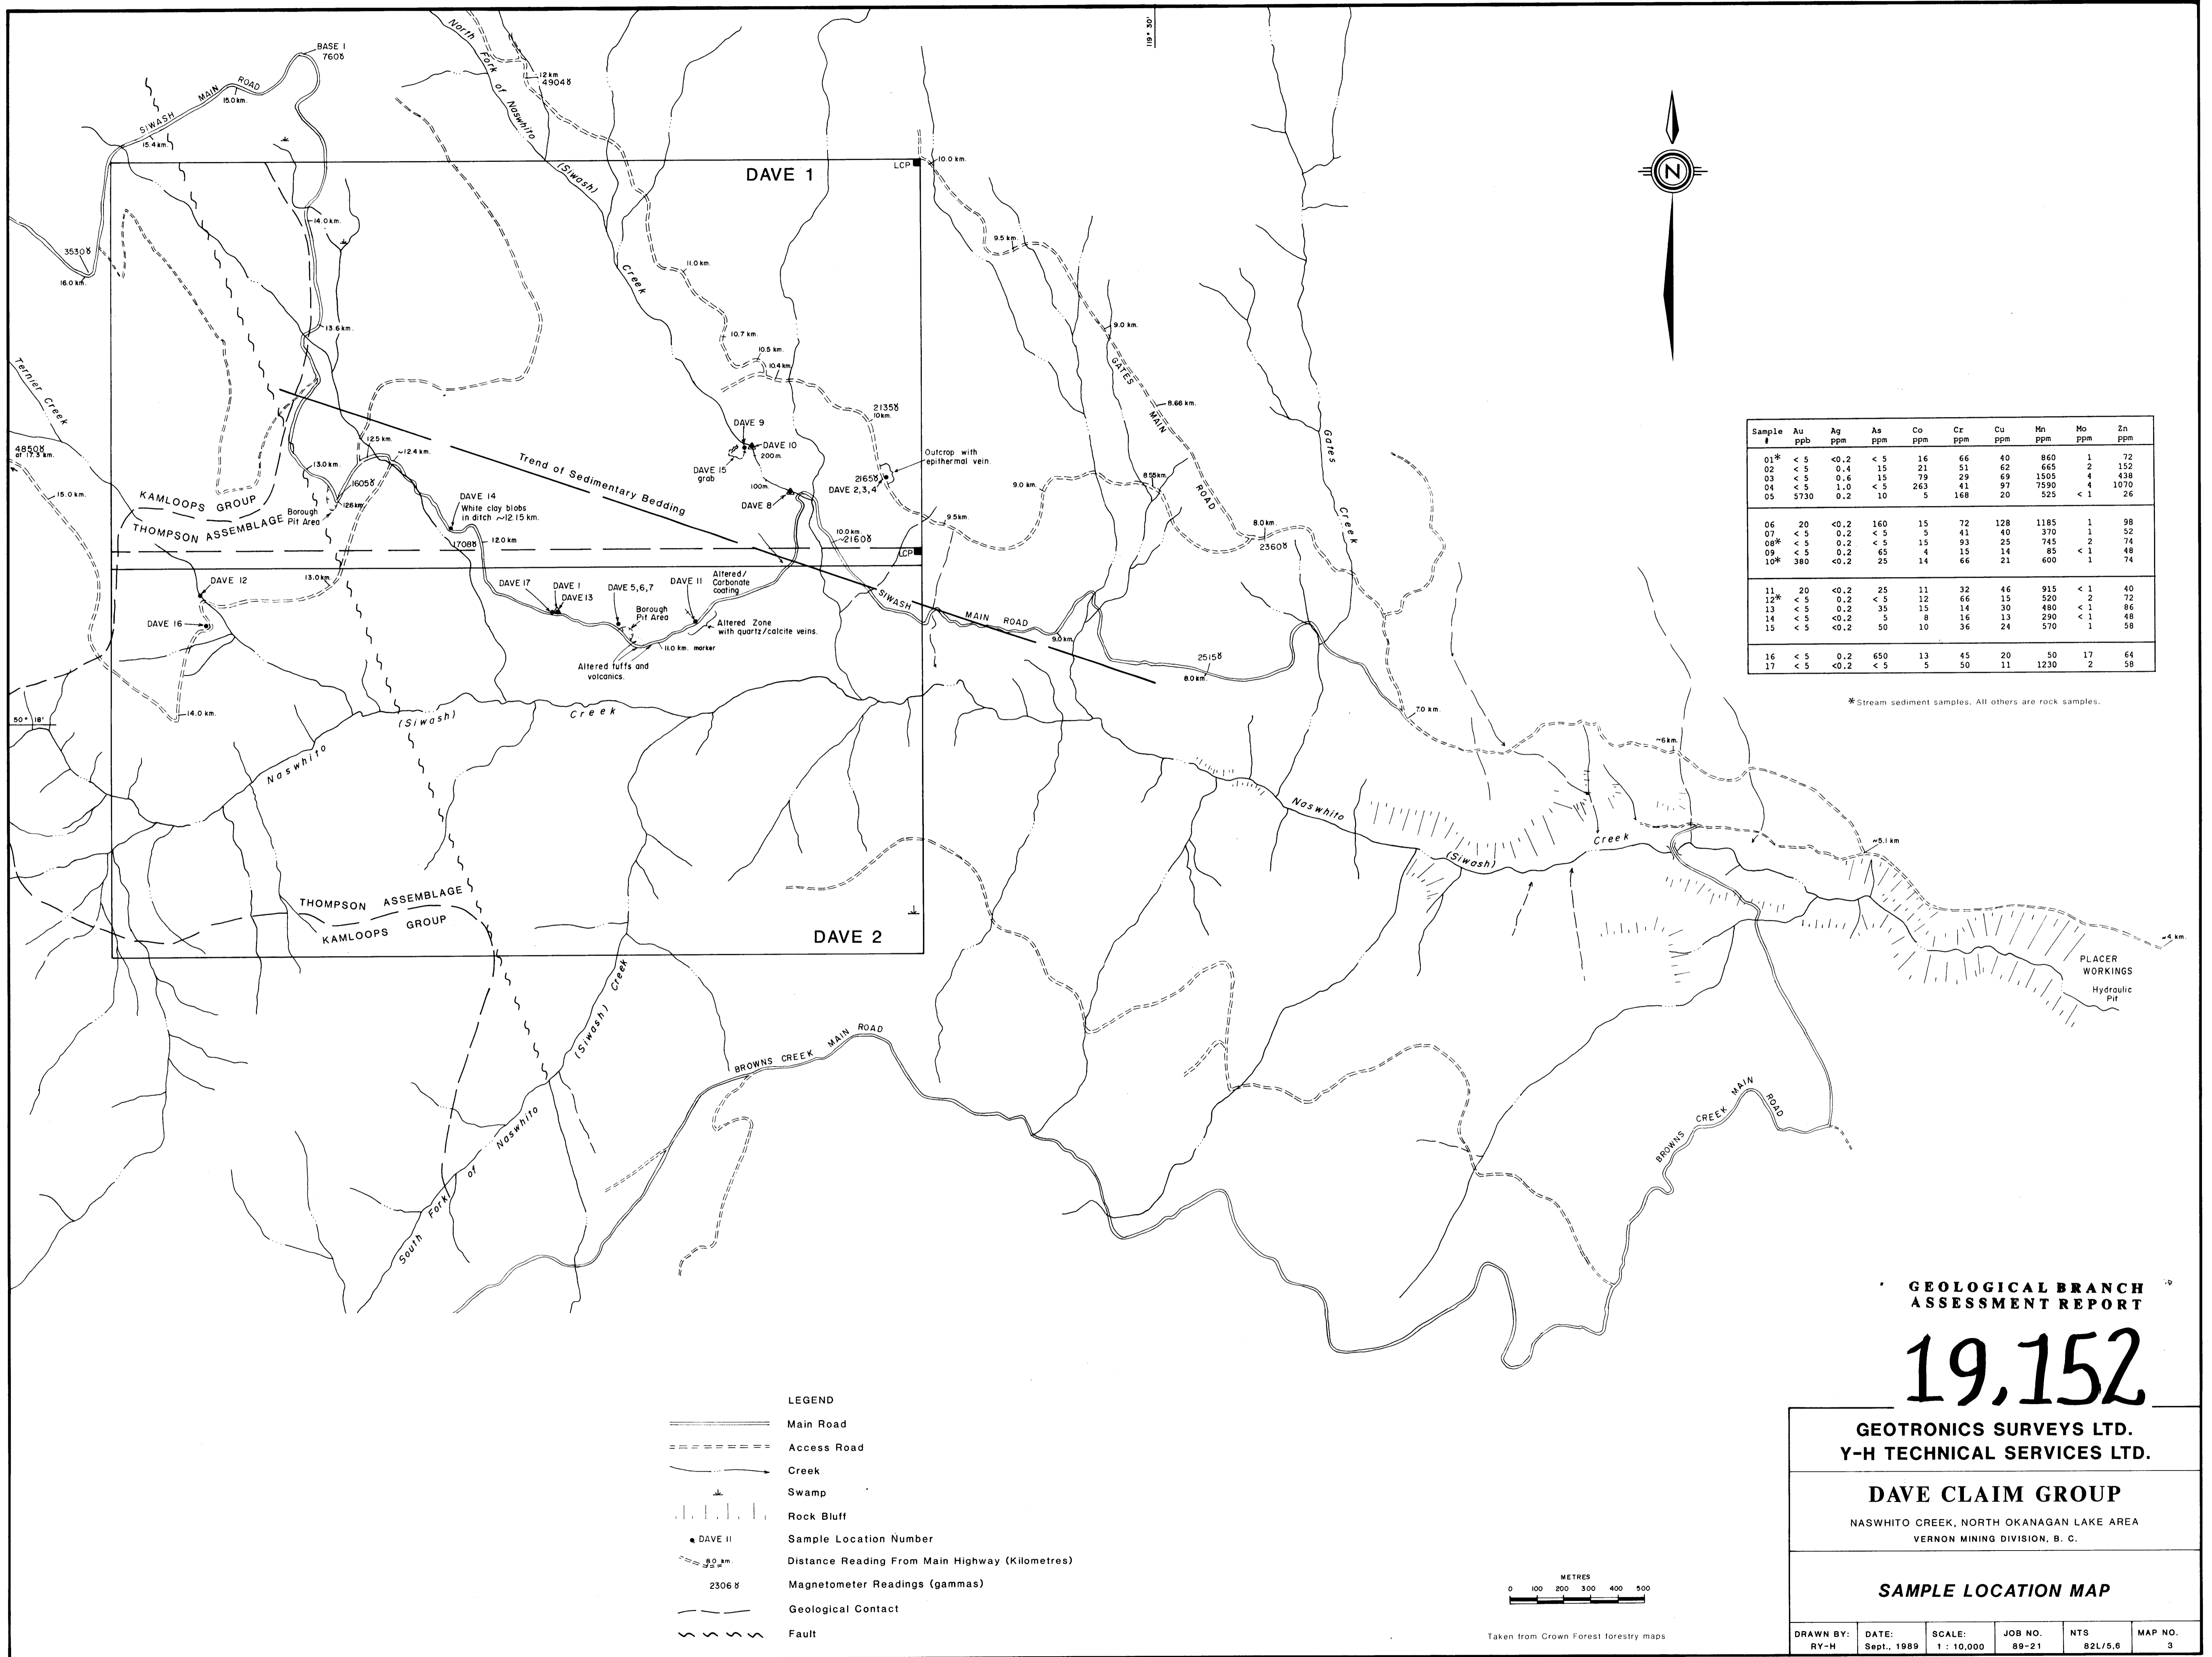 119° 30'
BASE 1
760ɣ
SIWASH MAIN ROAD
15.0 km.
15.4 km.
North Fork of Naswhito (Siwash) Creek
12 km
4904ɣ
DAVE 1
LCP
10.0 km.
14.0 km.
3530ɣ
16.0 km.
9.5 km.
11.0 km.
13.6 km.
10.7 km.
10.5 km.
10.4 km.
9.0 km.
GATES MAIN ROAD
8.66 km.
Gates Creek
Ternier Creek
2135ɣ
10 km.
4850ɣ
at 17.3 km.
12.5 km.
~12.4 km.
13.0 km.
15.0 km.
1605ɣ
12.6 km.
Borough
Pit Area
KAMLOOPS GROUP
THOMPSON ASSEMBLAGE
Trend of Sedimentary Bedding
DAVE 9
DAVE 10
200 m.
DAVE 15
grab
100 m.
DAVE 8
Outcrop with
epithermal vein.
2165ɣ
DAVE 2,3,4
9.0 km.
8.55 km.
9.5 km.
8.0 km.
2360ɣ
DAVE 14
White clay blobs
in ditch ~12.15 km.
1708ɣ
12.0 km
10.0 km.
~2160ɣ
LCP
DAVE 12
13.0 km.
DAVE 16
DAVE 17
DAVE 1
DAVE 13
DAVE 5,6,7
DAVE 11
Altered/
Carbonate
coating
Borough
Pit Area
Altered Zone
with quartz/calcite veins.
11.0 km. marker
Altered tuffs and
volcanics.
SIWASH MAIN ROAD
9.0 km.
2515ɣ
8.0 km.
7.0 km.
14.0 km.
50° 18'
Naswhito (Siwash) Creek
~6 km.
Naswhito (Siwash) Creek
~5.1 km
~4 km.
PLACER
WORKINGS
Hydraulic
Pit
THOMPSON ASSEMBLAGE
KAMLOOPS GROUP
DAVE 2
South Fork of Naswhito (Siwash) Creek
BROWNS CREEK MAIN ROAD
BROWNS CREEK MAIN ROAD
Sample Au Ag As Co Cr Cu Mn Mo Zn
# ppb ppm ppm ppm ppm ppm ppm ppm ppm
01* < 5 <0.2 < 5 16 66 40 860 1 72
02 < 5 0.4 15 21 51 62 665 2 152
03 < 5 0.6 15 79 29 69 1505 4 438
04 < 5 1.0 < 5 263 41 97 7590 4 1070
05 5730 0.2 10 5 168 20 525 < 1 26
06 20 <0.2 160 15 72 128 1185 1 98
07 < 5 0.2 < 5 5 41 40 370 1 52
08* < 5 0.2 < 5 15 93 25 745 2 74
09 < 5 0.2 65 4 15 14 85 < 1 48
10* 380 <0.2 25 14 66 21 600 1 74
11 20 <0.2 25 11 32 46 915 < 1 40
12* < 5 0.2 < 5 12 66 15 520 2 72
13 < 5 0.2 35 15 14 30 480 < 1 86
14 < 5 <0.2 5 8 16 13 290 < 1 48
15 < 5 <0.2 50 10 36 24 570 1 58
16 < 5 0.2 650 13 45 20 50 17 64
17 < 5 <0.2 < 5 5 50 11 1230 2 58
*Stream sediment samples. All others are rock samples.
N
LEGEND
Main Road
Access Road
Creek
Swamp
Rock Bluff
DAVE 11 Sample Location Number
8.0 km. Distance Reading From Main Highway (Kilometres)
2306 ɣ Magnetometer Readings (gammas)
Geological Contact
Fault
METRES
0 100 200 300 400 500
Taken from Crown Forest forestry maps
GEOLOGICAL BRANCH
ASSESSMENT REPORT
19,152
GEOTRONICS SURVEYS LTD.
Y-H TECHNICAL SERVICES LTD.
DAVE CLAIM GROUP
NASWHITO CREEK, NORTH OKANAGAN LAKE AREA
VERNON MINING DIVISION, B. C.
SAMPLE LOCATION MAP
DRAWN BY: DATE: SCALE: JOB NO. NTS MAP NO.
RY-H Sept., 1989 1 : 10,000 89-21 82L/5,6 3